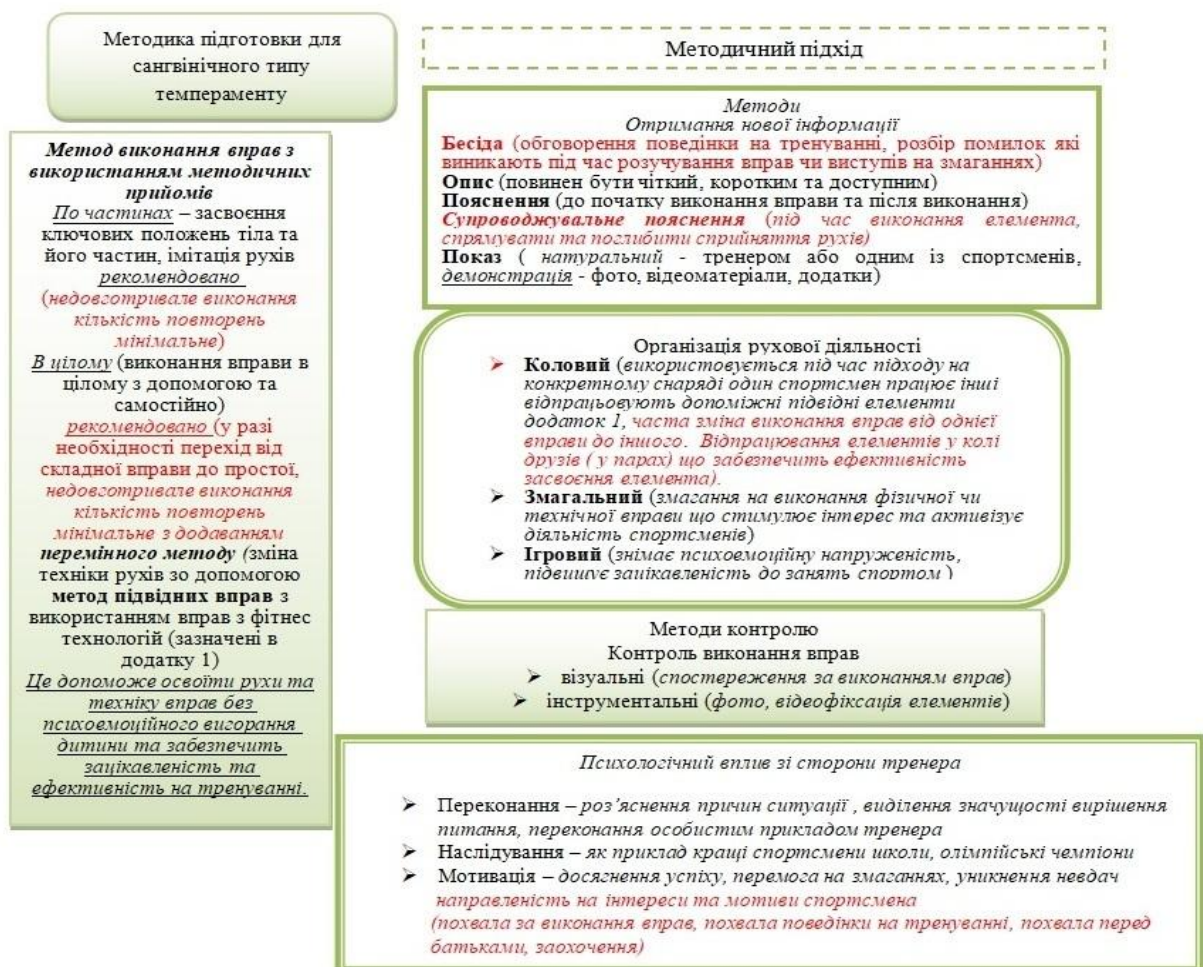 Методика підготовки для
сангвінічного типу
темпераменту
Метод виконання вправ з
використанням методичних
прийомів
По частинах – засвоєння
ключових положень тіла та
його частин, імітація рухів
рекомендовано
(недовготривале виконання
кількість повторень
мінімальне)
В цілому (виконання вправи в
цілому з допомогою та
самостійно)
рекомендовано (у разі
необхідності перехід від
складної вправи до простої,
недовготривале виконання
кількість повторень
мінімальне з додаванням
перемінного методу (зміна
техніки рухів зо допомогою
метод підвідних вправ з
використанням вправ з фітнес
технологій (зазначені в
додатку 1)
Це допоможе освоїти рухи та
техніку вправ без
психоемоційного вигорання
дитини та забезпечить
зацікавленість та
ефективність на тренуванні.
Методичний підхід
Методи
Отримання нової інформації
Бесіда (обговорення поведінки на тренуванні, розбір помилок які
виникають під час розучування вправ чи виступів на змаганнях)
Опис (повинен бути чіткий, коротким та доступним)
Пояснення (до початку виконання вправи та після виконання)
Супроводжувальне пояснення (під час виконання елемента,
спрямувати та поглибити сприйняття рухів)
Показ ( натуральний - тренером або одним із спортсменів,
демонстрація - фото, відеоматеріали, додатки)
Організація рухової діяльності
➤ Коловий (використовується під час підходу на
конкретному снаряді один спортсмен працює інші
відпрацьовують допоміжні підвідні елементи
додаток 1, часта зміна виконання вправ від однієї
вправи до іншого. Відпрацювання елементів у колі
друзів ( у парах) що забезпечить ефективність
засвоєння елемента).
➤ Змагальний (змагання на виконання фізичної чи
технічної вправи що стимулює інтерес та активізує
діяльність спортсменів)
➤ Ігровий (знімає психоемоційну напруженість,
підвищує зацікавленість до занять спортом )
Методи контролю
Контроль виконання вправ
➤ візуальні (спостереження за виконанням вправ)
➤ інструментальні (фото, відеофіксація елементів)
Психологічний вплив зі сторони тренера
➤ Переконання – роз’яснення причин ситуації , виділення значущості вирішення
питання, переконання особистим прикладом тренера
➤ Наслідування – як приклад кращі спортсмени школи, олімпійські чемпіони
➤ Мотивація – досягнення успіху, перемога на змаганнях, уникнення невдач
направленість на інтереси та мотиви спортсмена
(похвала за виконання вправ, похвала поведінки на тренуванні, похвала перед
батьками, заохочення)